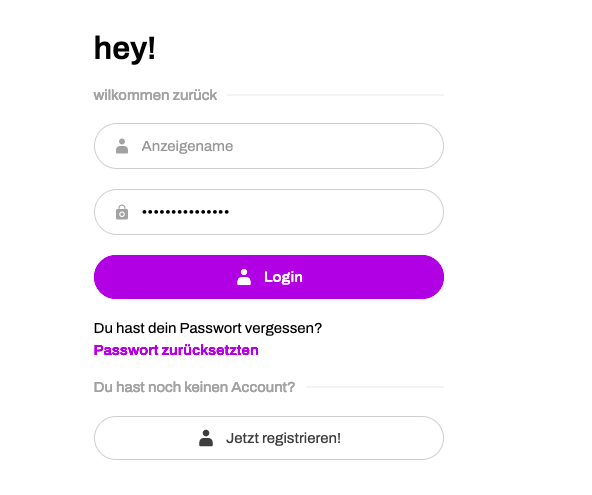 hey!
wilkommen zurück
Anzeigename
•••••••••••••••
Login
Du hast dein Passwort vergessen?
Passwort zurücksetzten
Du hast noch keinen Account?
Jetzt registrieren!